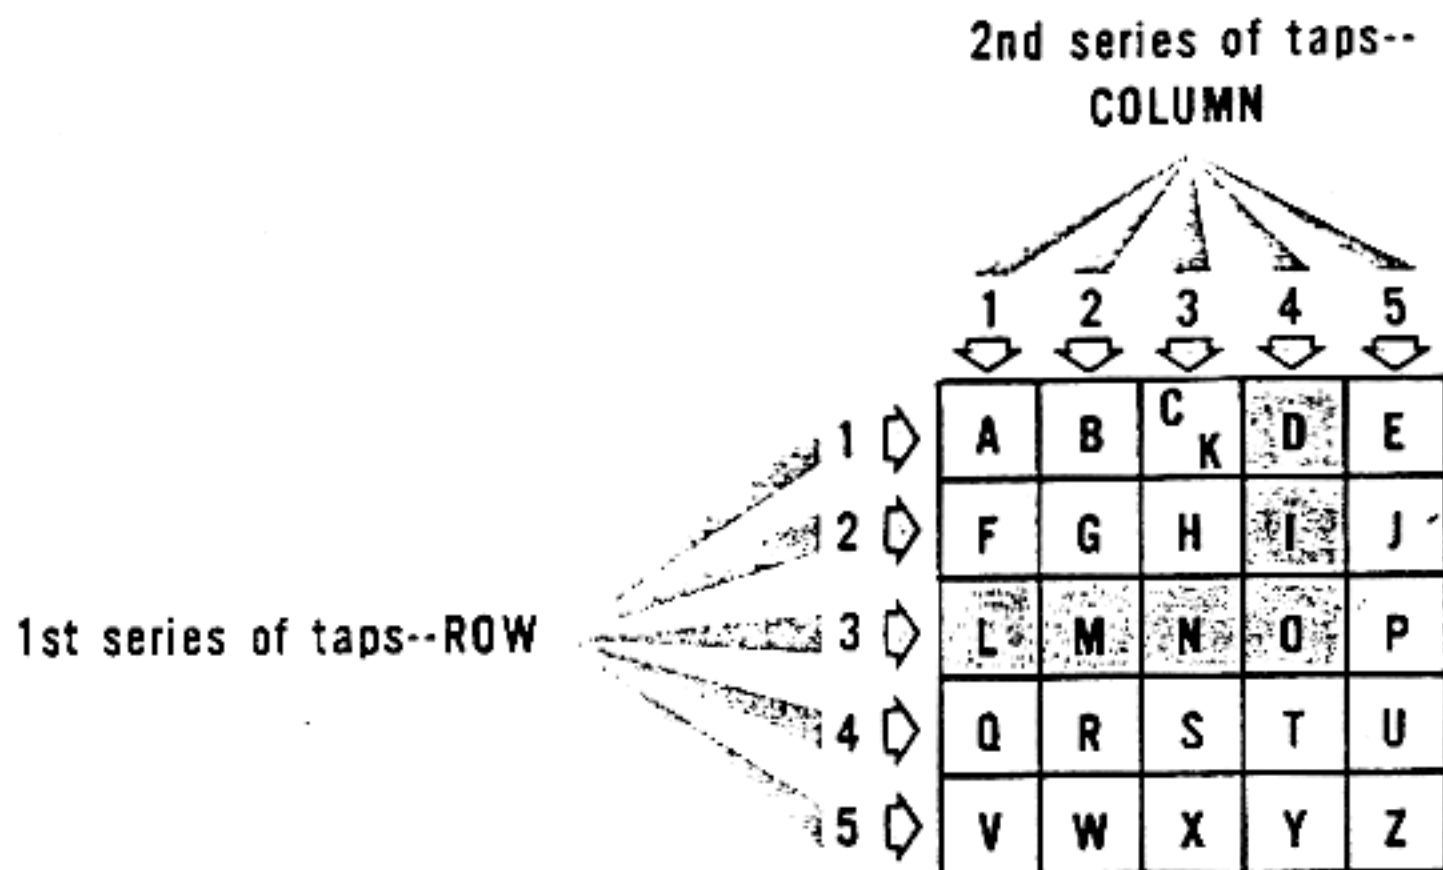 2nd series of taps--
COLUMN
1 2 3 4 5
1 A B C K D E
2 F G H I J
1st series of taps--ROW
3 L M N O P
4 Q R S T U
5 V W X Y Z